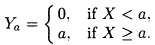 Y_a = { 0, if X < a,
a, if X ≥ a.